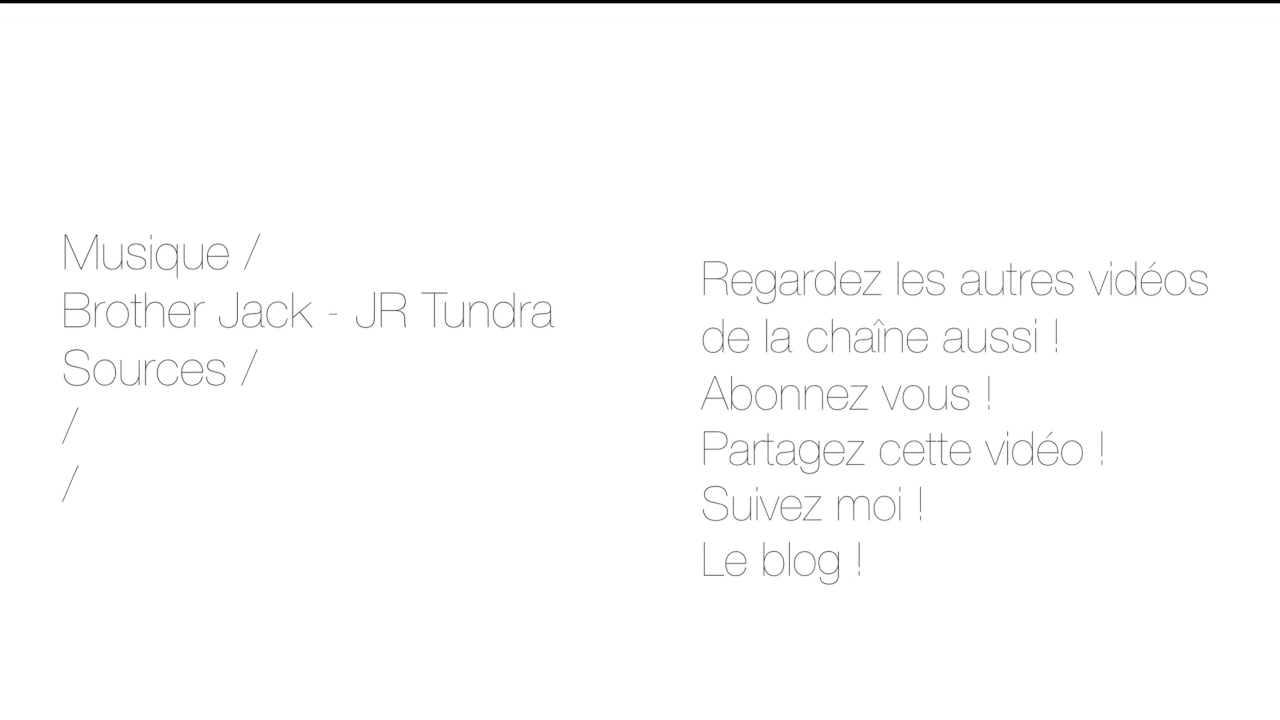 Musique /
Brother Jack - JR Tundra
Sources /
/
/
Regardez les autres vidéos
de la chaîne aussi !
Abonnez vous !
Partagez cette vidéo !
Suivez moi !
Le blog !